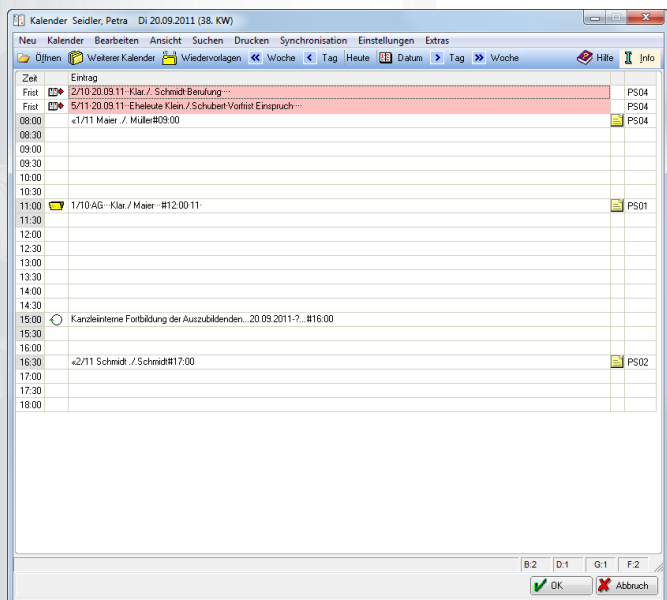 Kalender Seidler, Petra Di 20.09.2011 (38. KW)
Neu Kalender Bearbeiten Ansicht Suchen Drucken Synchronisation Einstellungen Extras
Öffnen Weiterer Kalender Wiedervorlagen Woche Tag Heute Datum Tag Woche Hilfe Info
Zeit Eintrag
Frist 2/10·20.09.11··Klar./. Schmidt·Berufung···· PS04
Frist 5/11·20.09.11··Eheleute Klein./.Schubert·Vorfrist Einspruch···· PS04
08:00 «1/11 Maier ./. Müller#09:00 PS04
08:30
09:00
09:30
10:00
10:30
11:00 1/10·AG···Klar./ Maier···#12:00·11· PS01
11:30
12:00
12:30
13:00
13:30
14:00
14:30
15:00 Kanzleiinterne Fortbildung der Auszubildenden...20.09.2011-?...#16:00
15:30
16:00
16:30 «2/11 Schmidt ./.Schmidt#17:00 PS02
17:00
17:30
18:00
B:2 D:1 G:1 F:2
OK Abbruch